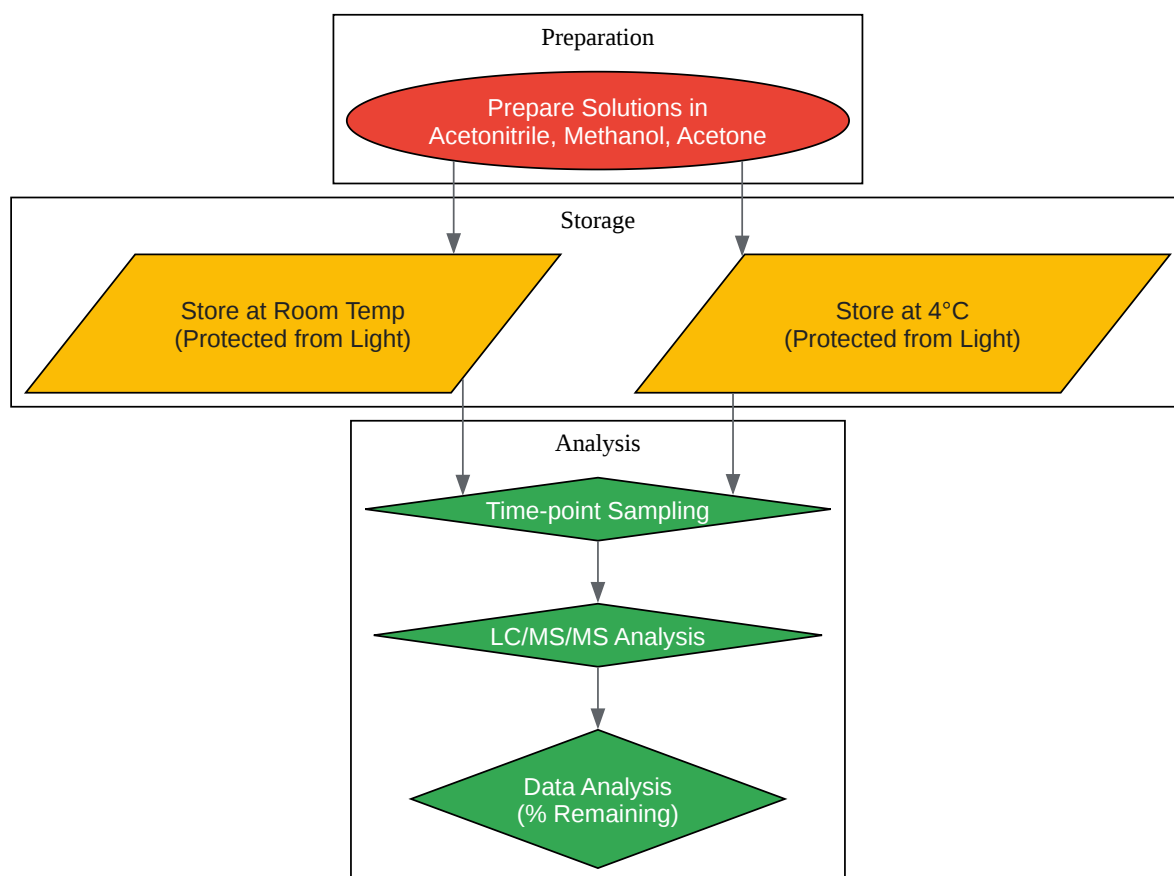 Preparation
Prepare Solutions in
Acetonitrile, Methanol, Acetone
Storage
Store at Room Temp
(Protected from Light)
Store at 4°C
(Protected from Light)
Analysis
Time-point Sampling
LC/MS/MS Analysis
Data Analysis
(% Remaining)